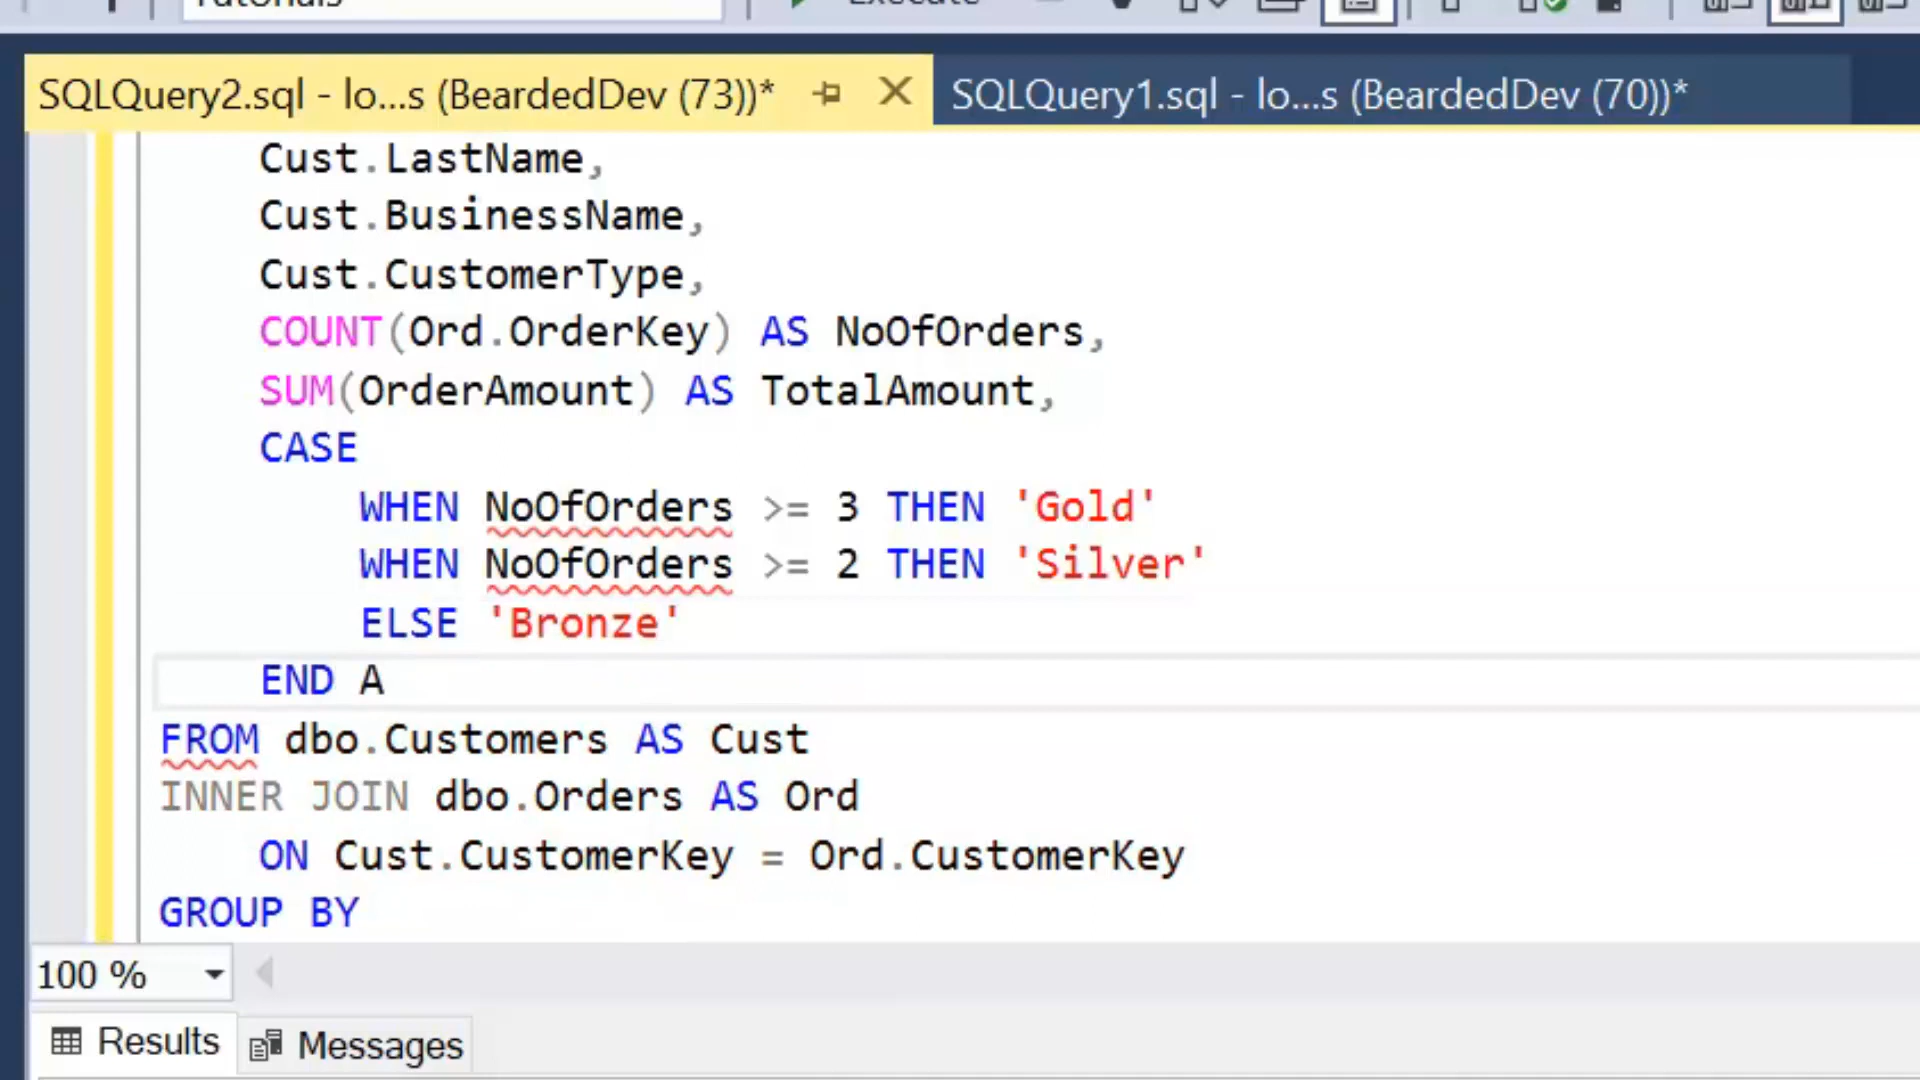 SQLQuery2.sql - lo...s (BeardedDev (73))* SQLQuery1.sql - lo...s (BeardedDev (70))*
Cust.LastName,
Cust.BusinessName,
Cust.CustomerType,
COUNT(Ord.OrderKey) AS NoOfOrders,
SUM(OrderAmount) AS TotalAmount,
CASE
WHEN NoOfOrders >= 3 THEN 'Gold'
WHEN NoOfOrders >= 2 THEN 'Silver'
ELSE 'Bronze'
END A
FROM dbo.Customers AS Cust
INNER JOIN dbo.Orders AS Ord
ON Cust.CustomerKey = Ord.CustomerKey
GROUP BY
100 %
Results Messages